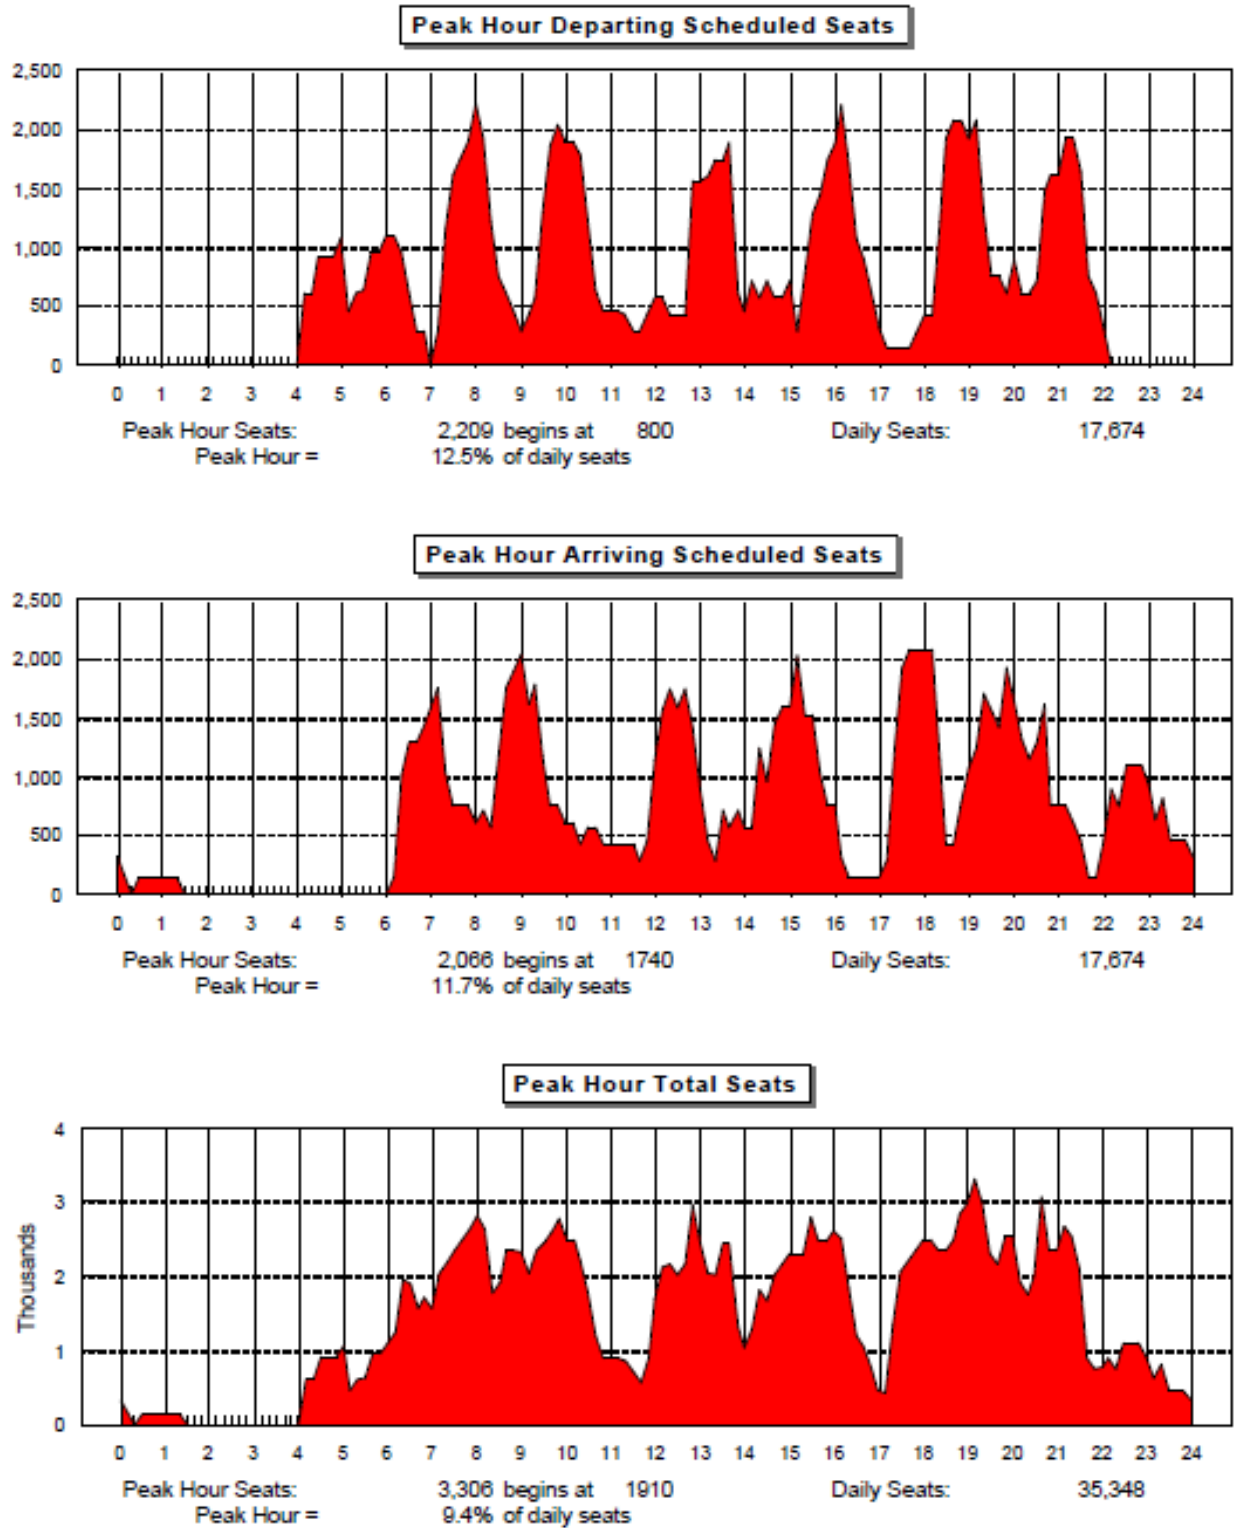 Peak Hour Departing Scheduled Seats
2,500
2,000
1,500
1,000
500
0
0 1 2 3 4 5 6 7 8 9 10 11 12 13 14 15 16 17 18 19 20 21 22 23 24
Peak Hour Seats: 2,209 begins at 800 Daily Seats: 17,674
Peak Hour = 12.5% of daily seats
Peak Hour Arriving Scheduled Seats
2,500
2,000
1,500
1,000
500
0
0 1 2 3 4 5 6 7 8 9 10 11 12 13 14 15 16 17 18 19 20 21 22 23 24
Peak Hour Seats: 2,066 begins at 1740 Daily Seats: 17,674
Peak Hour = 11.7% of daily seats
Peak Hour Total Seats
Thousands
4
3
2
1
0
0 1 2 3 4 5 6 7 8 9 10 11 12 13 14 15 16 17 18 19 20 21 22 23 24
Peak Hour Seats: 3,306 begins at 1910 Daily Seats: 35,348
Peak Hour = 9.4% of daily seats